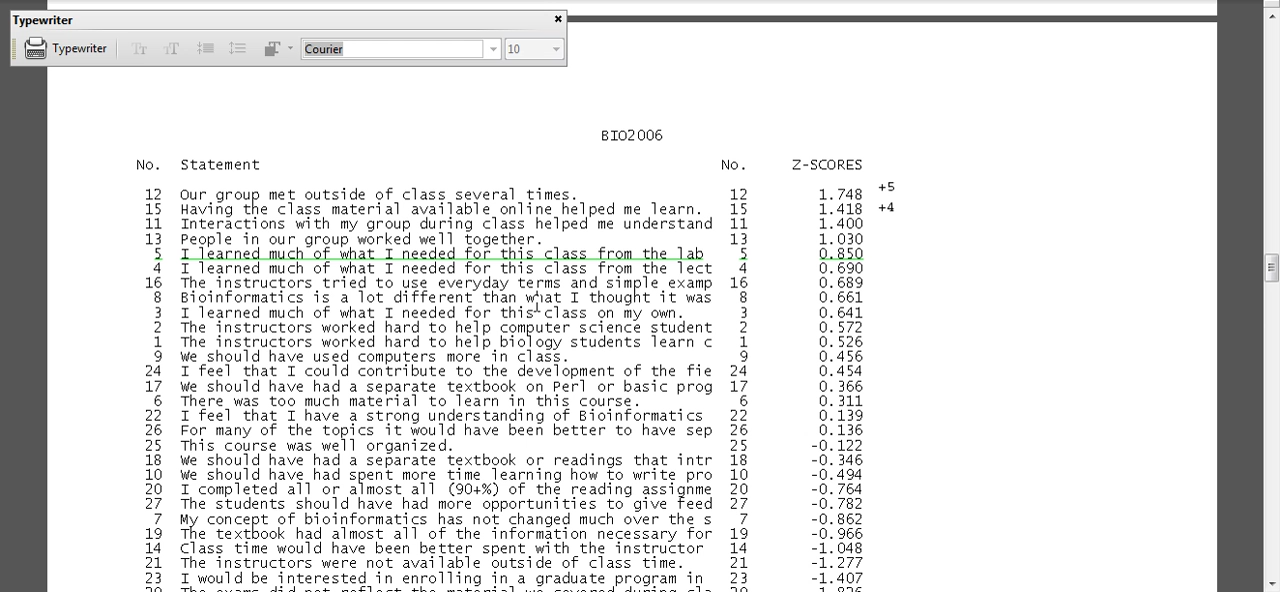 Typewriter
Typewriter Courier 10
BIO2006
No. Statement No. Z-SCORES
12 Our group met outside of class several times. 12 1.748 +5
15 Having the class material available online helped me learn. 15 1.418 +4
11 Interactions with my group during class helped me understand 11 1.400
13 People in our group worked well together. 13 1.030
5 I learned much of what I needed for this class from the lab 5 0.850
4 I learned much of what I needed for this class from the lect 4 0.690
16 The instructors tried to use everyday terms and simple examp 16 0.689
8 Bioinformatics is a lot different than what I thought it was 8 0.661
3 I learned much of what I needed for this class on my own. 3 0.641
2 The instructors worked hard to help computer science student 2 0.572
1 The instructors worked hard to help biology students learn c 1 0.526
9 We should have used computers more in class. 9 0.456
24 I feel that I could contribute to the development of the fie 24 0.454
17 We should have had a separate textbook on Perl or basic prog 17 0.366
6 There was too much material to learn in this course. 6 0.311
22 I feel that I have a strong understanding of Bioinformatics 22 0.139
26 For many of the topics it would have been better to have sep 26 0.136
25 This course was well organized. 25 -0.122
18 We should have had a separate textbook or readings that intr 18 -0.346
10 We should have had spent more time learning how to write pro 10 -0.494
20 I completed all or almost all (90+%) of the reading assignme 20 -0.764
27 The students should have had more opportunities to give feed 27 -0.782
7 My concept of bioinformatics has not changed much over the s 7 -0.862
19 The textbook had almost all of the information necessary for 19 -0.966
14 Class time would have been better spent with the instructor 14 -1.048
21 The instructors were not available outside of class time. 21 -1.277
23 I would be interested in enrolling in a graduate program in 23 -1.407
The exams did not reflect the material we covered during cla